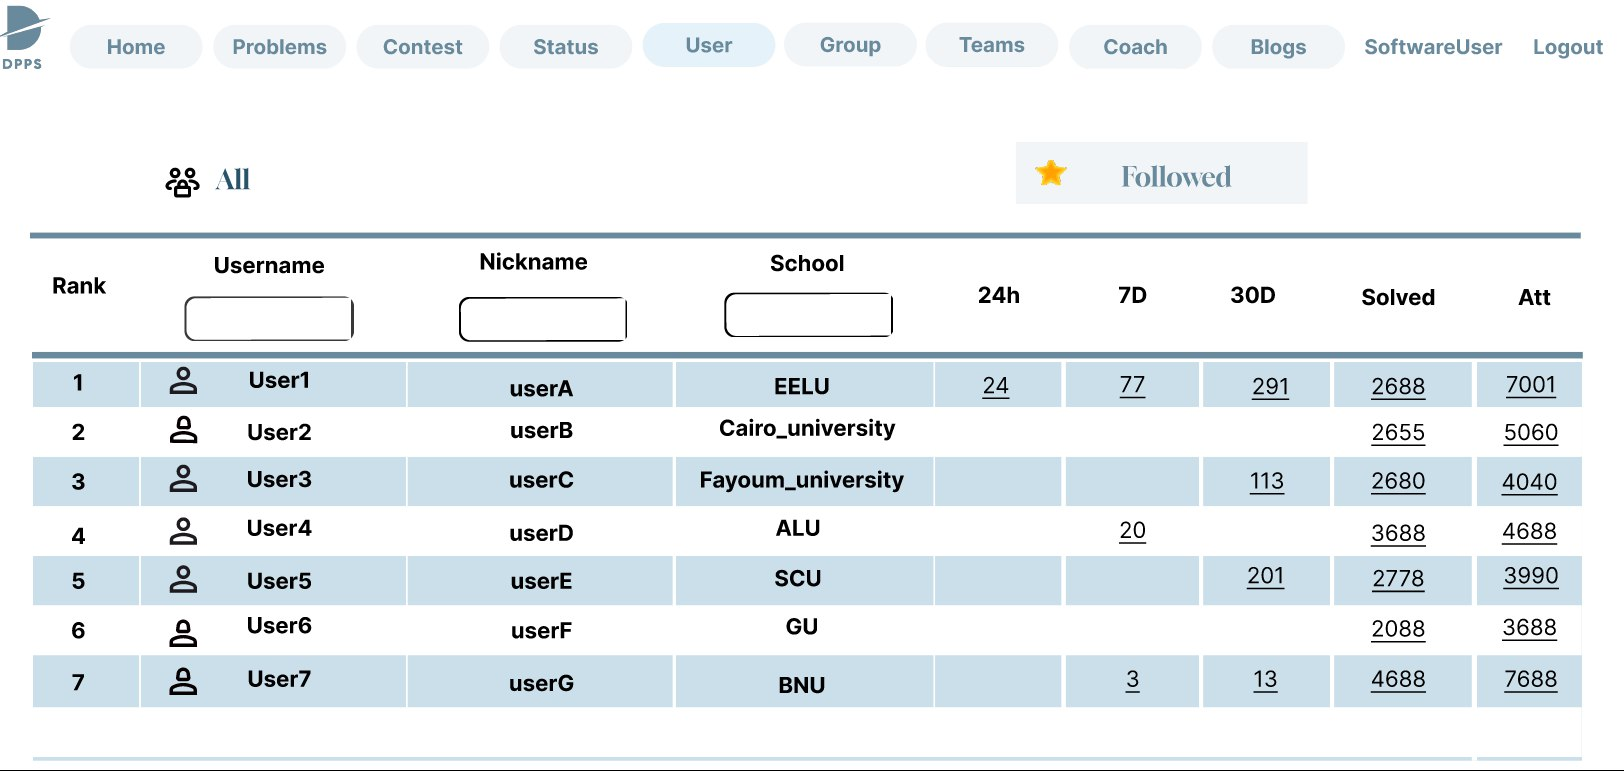 DPPS
Home Problems Contest Status User Group Teams Coach Blogs SoftwareUser Logout
All Followed
Rank Username Nickname School 24h 7D 30D Solved Att
1 User1 userA EELU 24 77 291 2688 7001
2 User2 userB Cairo_university 2655 5060
3 User3 userC Fayoum_university 113 2680 4040
4 User4 userD ALU 20 3688 4688
5 User5 userE SCU 201 2778 3990
6 User6 userF GU 2088 3688
7 User7 userG BNU 3 13 4688 7688